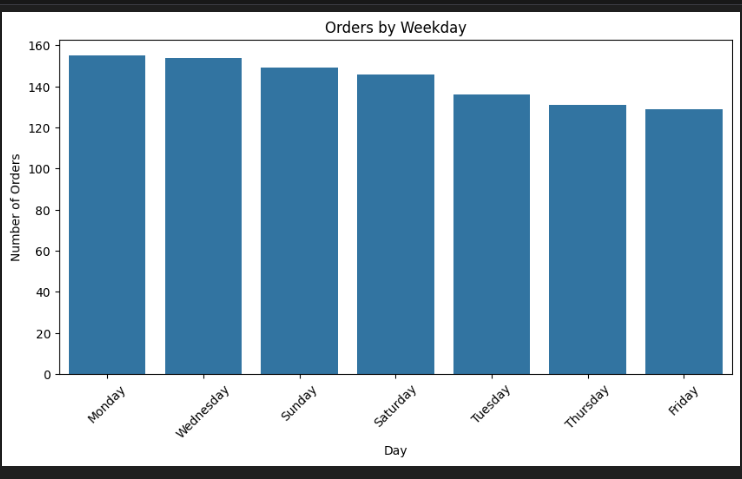 Orders by Weekday
Number of Orders
160
140
120
100
80
60
40
20
0
Monday
Wednesday
Sunday
Saturday
Tuesday
Thursday
Friday
Day